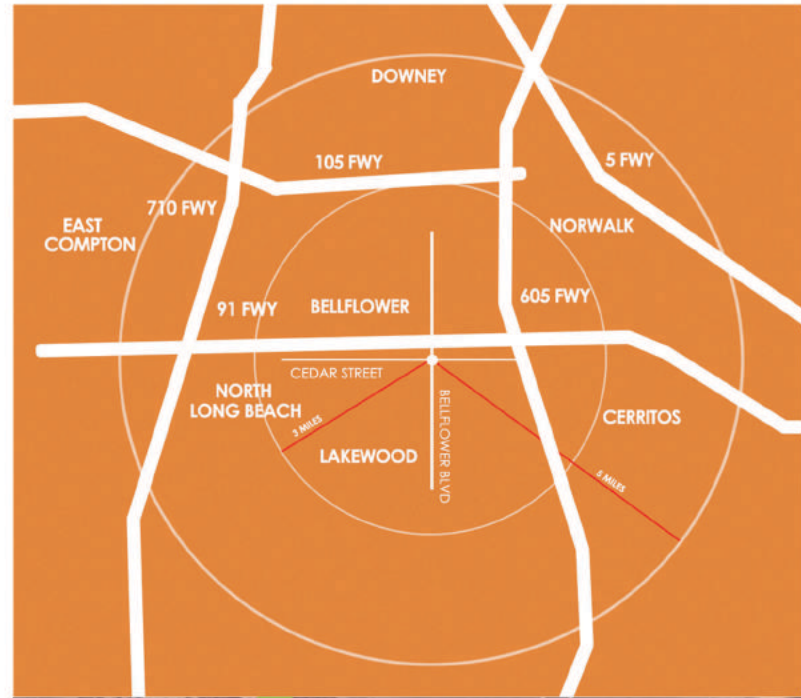 DOWNEY
105 FWY
5 FWY
710 FWY
EAST
COMPTON
NORWALK
91 FWY
BELLFLOWER
605 FWY
CEDAR STREET
NORTH
LONG BEACH
BELLFLOWER BLVD
CERRITOS
3 MILES
LAKEWOOD
5 MILES